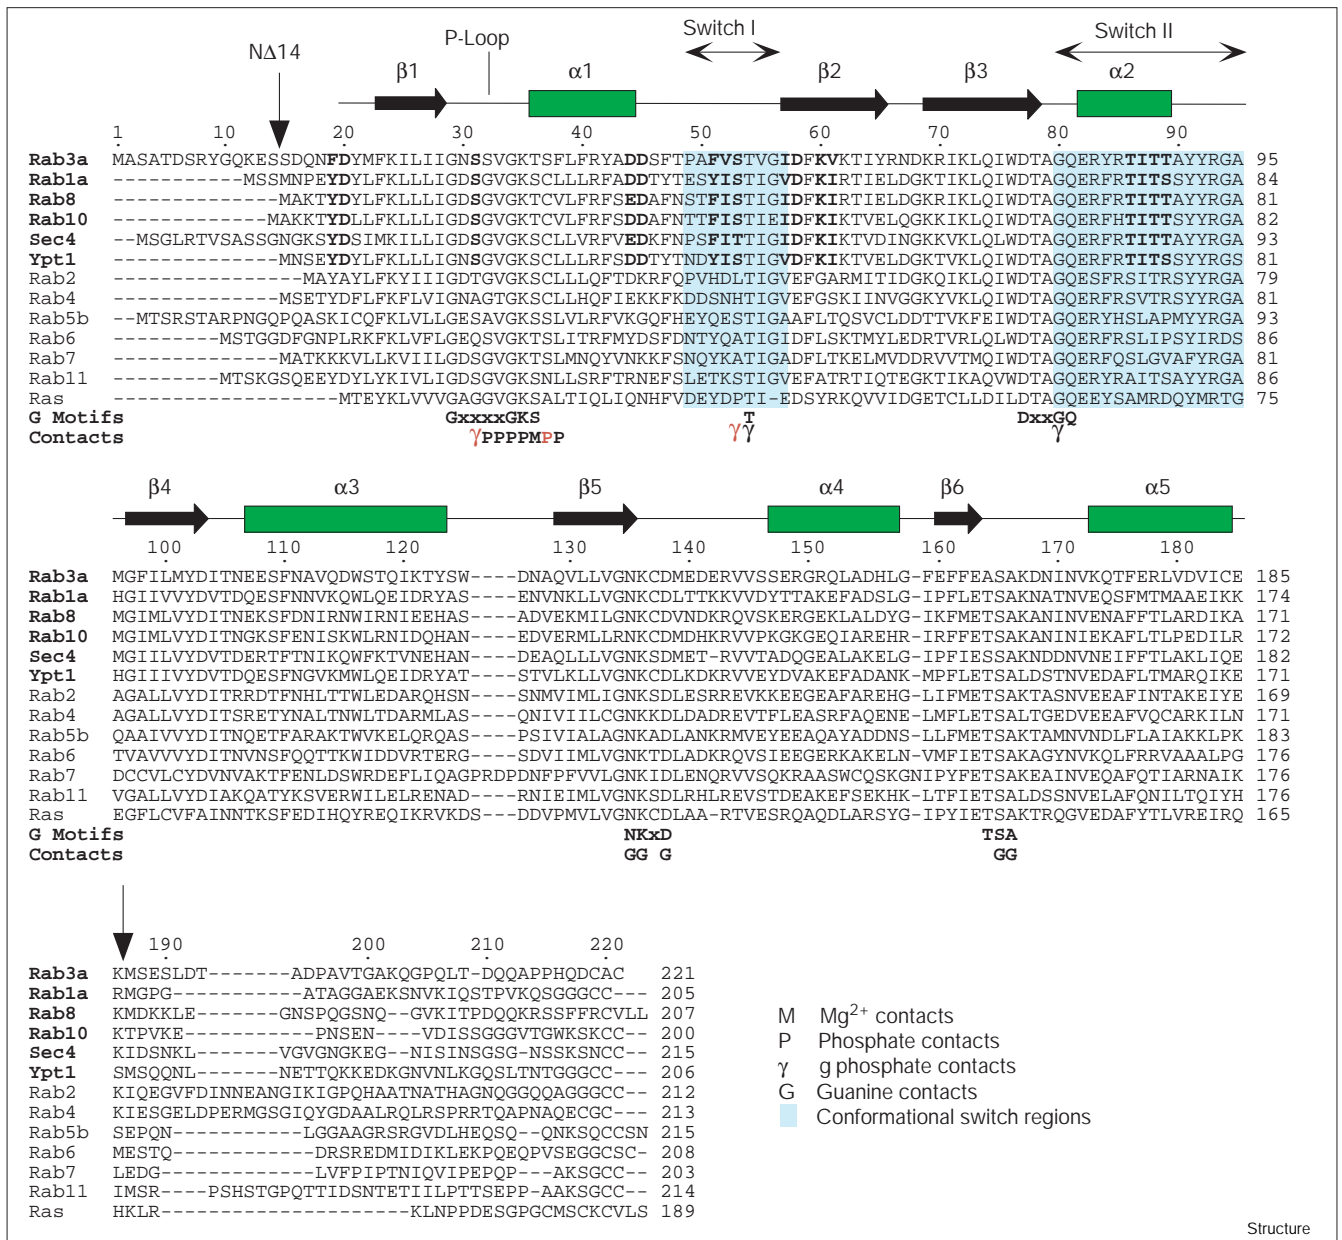 NΔ14 P-Loop Switch I Switch II
β1 α1 β2 β3 α2
1 10 20 30 40 50 60 70 80 90
Rab3a MASATDSRYGQKESSDQNFDYMFKILIIGNSSVGKTSFLFRYADDSFTPAFVSTVGIDFKVKTIYRNDKRIKLQIWDTAGQERYRTITTAYYRGA 95
Rab1a -----------MSSMNPEYDYLFKLLLIGDSGVGKSCLLLRFADDTYTESYISTIGVDFKIRTIELDGKTIKLQIWDTAGQERFRTITSSYYRGA 84
Rab8 --------------MAKTYDYLFKLLLIGDSGVGKTCVLFRFSEDAFNSTFISTIGIDFKIRTIELDGKRIKLQIWDTAGQERFRTITTAYYRGA 81
Rab10 -------------MAKKTYDLLFKLLLIGDSGVGKTCVLFRFSDDAFNTTFISTIEIDFKIKTVELQGKKIKLQIWDTAGQERFRTITTSYYRGA 82
Sec4 --MSGLRTVSASSGNGKSYDSIMKILLIGDSGVGKSCLLVRFVEDKFNPSFITTIGIDFKIKTVDINGKKVKLQLWDTAGQERFRTITTAYYRGA 93
Ypt1 --------------MNSEYDYLFKLLLIGNSGVGKSCLLLRFSDDTYTNDYISTIGVDFKIKTVELDGKTVKLQIWDTAGQERFRTITSSYYRGS 81
Rab2 ----------------MAYAYLFKYIIIGDTGVGKSCLLLQFTDKRFQPVHDLTIGVEFGARMITIDGKQIKLQIWDTAGQESFRSITRSYYRGA 79
Rab4 --------------MSETYDFLFKFLVIGNAGTGKSCLLHQFIEKKFKDDSNHTIGVEFGSKIINVGGKYVKLQIWDTAGQERFRSVTRSYYRGA 81
Rab5b --MTSRSTARPNGQPQASKICQFKLVLLGESAVGKSSLVLRFVKGQFHEYQESTIGAAFLTQSVCLDDTTVKFEIWDTAGQERYHSLAPMYYRGA 93
Rab6 ---------MSTGGDFGNPLRKFKLVFLGEQSVGKTSLITRFMYDSFDNTYQATIGIDFLSKTMYLEDRTVRLQLWDTAGQERFRSLIPSYIRDS 86
Rab7 --------------MATKKKVLLKVIILGDSGVGKTSLMNQYVNKKFSNQYKATIGADFLTKELMVDDRVVTMQIWDTAGQERFQSLGVAFYRGA 81
Rab11 ---------MTSKGSQEEYDYLYKIVLIGDSGVGKSNLLSRFTRNEFSLETKSTIGVEFATRTIQTEGKTIKAQVWDTAGQERYRAITSAYYRGA 86
Ras -------------------MTEYKLVVVGAGGVGKSALTIQLIQNHFVDEYDPTI-EDSYRKQVVIDGETCLLDILDTAGQEEYSAMRDQYMRTG 75
G Motifs GxxxxGKS T DxxGQ
Contacts γPPPPMPP γγ γ
β4 α3 β5 α4 β6 α5
100 110 120 130 140 150 160 170 180
Rab3a MGFILMYDITNEESFNAVQDWSTQIKTYSW----DNAQVLLVGNKCDMEDERVVSSERGRQLADHLG-FEFFEASAKDNINVKQTFERLVDVICE 185
Rab1a HGIIVVYDVTDQESFNNVKQWLQEIDRYAS----ENVNKLLVGNKCDLTTKKVVDYTTAKEFADSLG-IPFLETSAKNATNVEQSFMTMAAEIKK 174
Rab8 MGIMLVYDITNEKSFDNIRNWIRNIEEHAS----ADVEKMILGNKCDVNDKRQVSKERGEKLALDYG-IKFMETSAKANINVENAFFTLARDIKA 171
Rab10 MGIMLVYDITNGKSFENISKWLRNIDQHAN----EDVERMLLRNKCDMDHKRVVPKGKGEQIAREHR-IRFFETSAKANINIEKAFLTLPEDILR 172
Sec4 MGIILVYDVTDERTFTNIKQWFKTVNEHAN----DEAQLLLVGNKSDMET-RVVTADQGEALAKELG-IPFIESSAKNDDNVNEIFFTLAKLIQE 182
Ypt1 HGIIIVYDVTDQESFNGVKMWLQEIDRYAT----STVLKLLVGNKCDLKDKRVVEYDVAKEFADANK-MPFLETSALDSTNVEDAFLTMARQIKE 171
Rab2 AGALLVYDITRRDTFNHLTTWLEDARQHSN----SNMVIMLIGNKSDLESRREVKKEEGEAFAREHG-LIFMETSAKTASNVEEAFINTAKEIYE 169
Rab4 AGALLVYDITSRETYNALTNWLTDARMLAS----QNIVIILCGNKKDLDADREVTFLEASRFAQENE-LMFLETSALTGEDVEEAFVQCARKILN 171
Rab5b QAAIVVYDITNQETFARAKTWVKELQRQAS----PSIVIALAGNKADLANKRMVEYEEAQAYADDNS-LLFMETSAKTAMNVNDLFLAIAKKLPK 183
Rab6 TVAVVVYDITNVNSFQQTTKWIDDVRTERG----SDVIIMLVGNKTDLADKRQVSIEEGERKAKELN-VMFIETSAKAGYNVKQLFRRVAAALPG 176
Rab7 DCCVLCYDVNVAKTFENLDSWRDEFLIQAGPRDPDNFPFVVLGNKIDLENQRVVSQKRAASWCQSKGNIPYFETSAKEAINVEQAFQTIARNAIK 176
Rab11 VGALLVYDIAKQATYKSVERWILELRENAD----RNIEIMLVGNKSDLRHLREVSTDEAKEFSEKHK-LTFIETSALDSSNVELAFQNILTQIYH 176
Ras EGFLCVFAINNTKSFEDIHQYREQIKRVKDS---DDVPMVLVGNKCDLAA-RTVESRQAQDLARSYG-IPYIETSAKTRQGVEDAFYTLVREIRQ 165
G Motifs NKxD TSA
Contacts GG G GG
190 200 210 220
Rab3a KMSESLDT-------ADPAVTGAKQGPQLT-DQQAPPHQDCAC 221
Rab1a RMGPG-----------ATAGGAEKSNVKIQSTPVKQSGGGCC--- 205
Rab8 KMDKKLE-------GNSPQGSNQ--GVKITPDQQKRSSFFRCVLL 207
Rab10 KTPVKE-----------PNSEN----VDISSGGGVTGWKSKCC-- 200
Sec4 KIDSNKL-------VGVGNGKEG--NISINSGSG-NSSKSNCC-- 215
Ypt1 SMSQQNL-------NETTQKKEDKGNVNLKGQSLTNTGGGCC--- 206
Rab2 KIQEGVFDINNEANGIKIGPQHAATNATHAGNQGGQQAGGGCC-- 212
Rab4 KIESGELDPERMGSGIQYGDAALRQLRSPRRTQAPNAQECGC--- 213
Rab5b SEPQN-----------LGGAAGRSRGVDLHEQSQ--QNKSQCCSN 215
Rab6 MESTQ-----------DRSREDMIDIKLEKPQEQPVSEGGCSC- 208
Rab7 LEDG-------------LVFPIPTNIQVIPEPQP---AKSGCC-- 203
Rab11 IMSR----PSHSTGPQTTIDSNTETIILPTTSEPP-AAKSGCC-- 214
Ras HKLR---------------------KLNPPDESGPGCMSCKCVLS 189
M Mg2+ contacts
P Phosphate contacts
γ g phosphate contacts
G Guanine contacts
Conformational switch regions
Structure